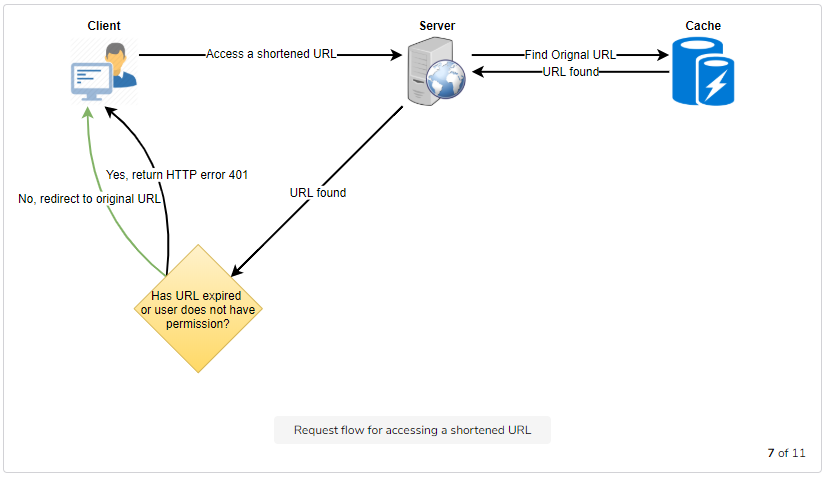 Client
Server
Cache
Access a shortened URL
Find Orignal URL
URL found
Yes, return HTTP error 401
No, redirect to original URL
URL found
Has URL expired
or user does not have
permission?
Request flow for accessing a shortened URL
7 of 11